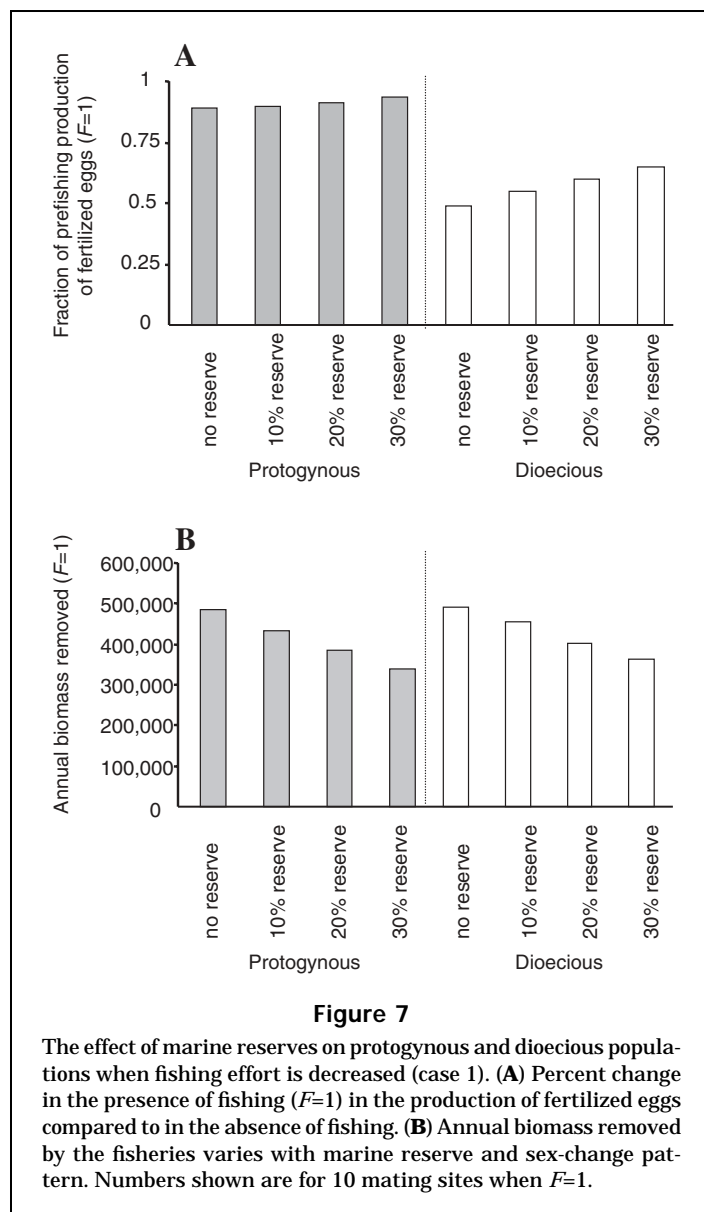 A
Fraction of prefishing production
of fertilized eggs (F=1)
1
0.75
0.5
0.25
0
no reserve
10% reserve
20% reserve
30% reserve
no reserve
10% reserve
20% reserve
30% reserve
Protogynous
Dioecious
B
Annual biomass removed (F=1)
600,000
500,000
400,000
300,000
200,000
100,000
0
no reserve
10% reserve
20% reserve
30% reserve
no reserve
10% reserve
20% reserve
30% reserve
Protogynous
Dioecious
Figure 7
The effect of marine reserves on protogynous and dioecious popula-
tions when fishing effort is decreased (case 1). (A) Percent change
in the presence of fishing (F=1) in the production of fertilized eggs
compared to in the absence of fishing. (B) Annual biomass removed
by the fisheries varies with marine reserve and sex-change pat-
tern. Numbers shown are for 10 mating sites when F=1.